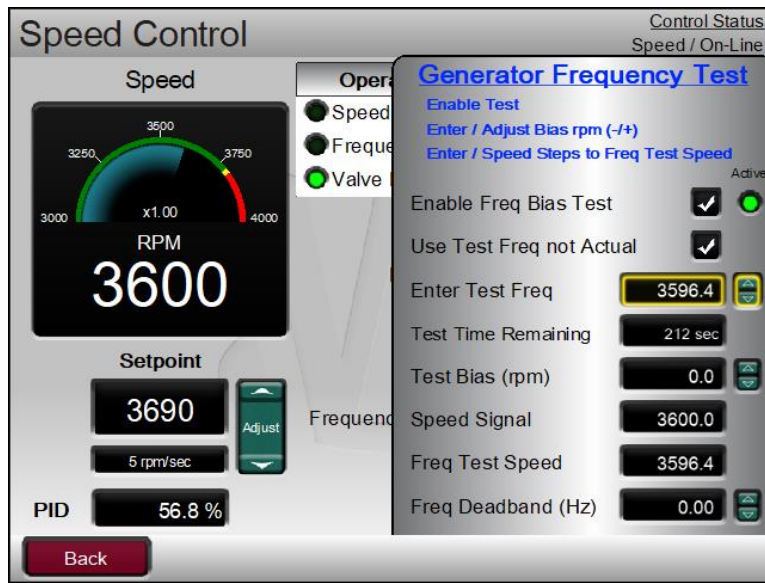 Speed Control
Control Status
Speed / On-Line
Speed
3000
3250
3500
3750
4000
x1.00
RPM
3600
Setpoint
3690
Adjust
5 rpm/sec
PID
56.8 %
Back
Opera
Speed
Freque
Valve
Frequenc
Generator Frequency Test
Enable Test
Enter / Adjust Bias rpm (-/+)
Enter / Speed Steps to Freq Test Speed
Active
Enable Freq Bias Test
Use Test Freq not Actual
Enter Test Freq
3596.4
Test Time Remaining
212 sec
Test Bias (rpm)
0.0
Speed Signal
3600.0
Freq Test Speed
3596.4
Freq Deadband (Hz)
0.00